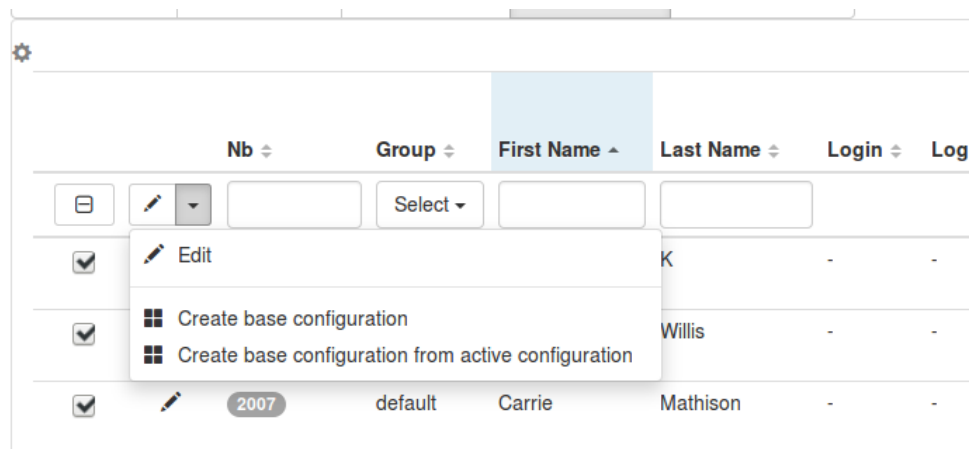 Nb Group First Name Last Name Login Log
Select
Edit
K - -
Create base configuration
Willis - -
Create base configuration from active configuration
2007 default Carrie Mathison - -